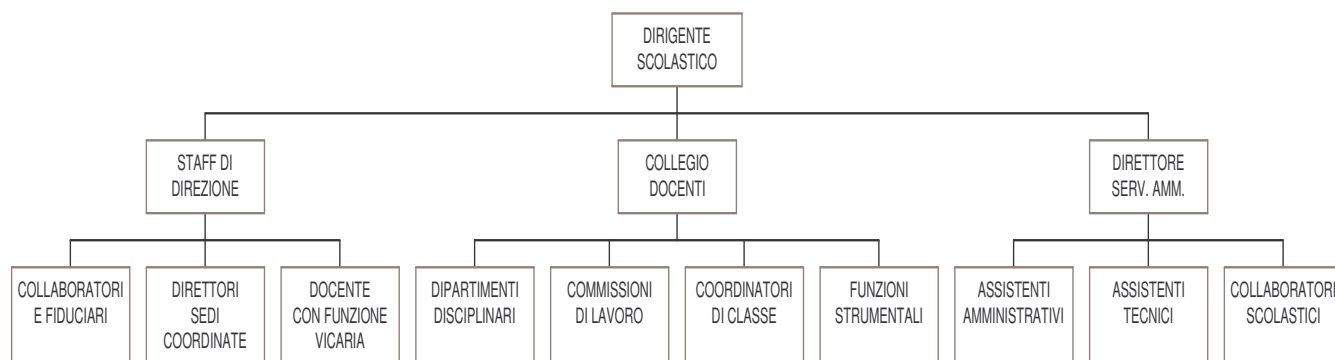 DIRIGENTE
SCOLASTICO
STAFF DI
DIREZIONE
COLLEGIO
DOCENTI
DIRETTORE
SERV. AMM.
COLLABORATORI
E FIDUCIARI
DIRETTORI
SEDI
COORDINATE
DOCENTE
CON FUNZIONE
VICARIA
DIPARTIMENTI
DISCIPLINARI
COMMISSIONI
DI LAVORO
COORDINATORI
DI CLASSE
FUNZIONI
STRUMENTALI
ASSISTENTI
AMMINISTRATIVI
ASSISTENTI
TECNICI
COLLABORATORI
SCOLASTICI